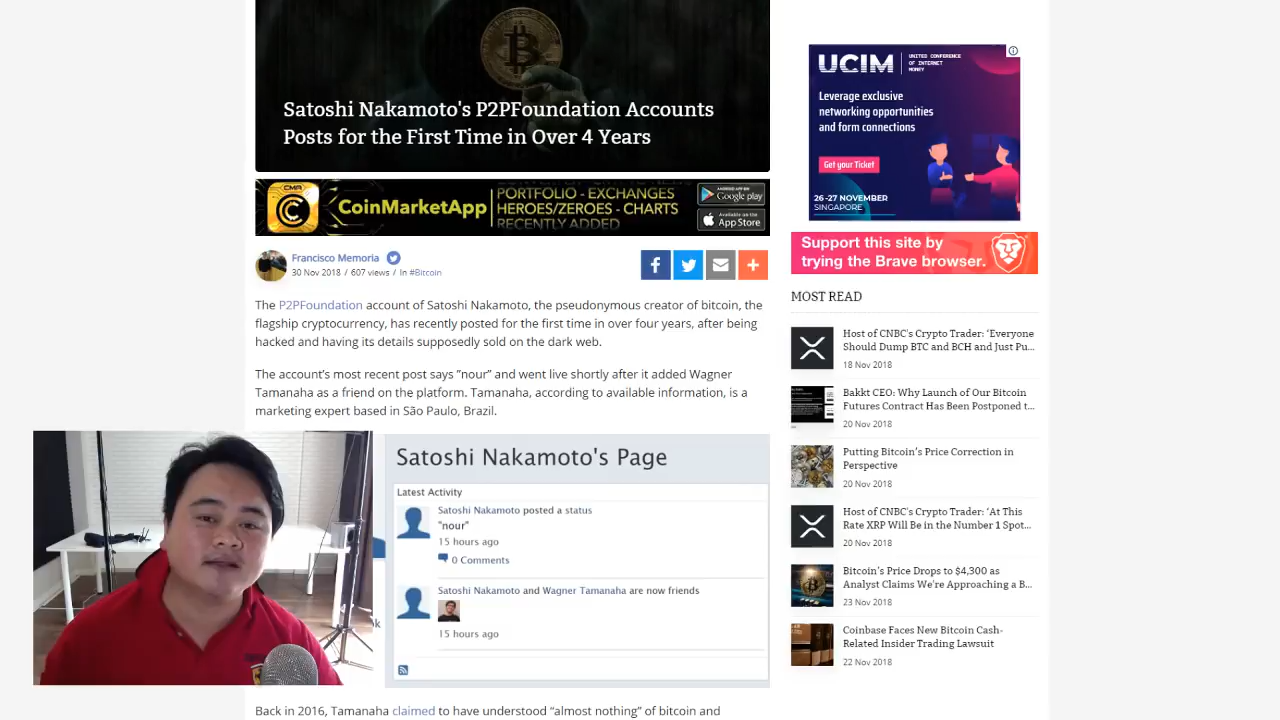 Satoshi Nakamoto's P2PFoundation Accounts
Posts for the First Time in Over 4 Years
CoinMarketApp
PORTFOLIO - EXCHANGES
HEROES/ZEROES - CHARTS
RECENTLY ADDED
ANDROID APP ON
Google play
Available on the
App Store
Francisco Memoria
30 Nov 2018 / 607 views / In #Bitcoin
The P2PFoundation account of Satoshi Nakamoto, the pseudonymous creator of bitcoin, the
flagship cryptocurrency, has recently posted for the first time in over four years, after being
hacked and having its details supposedly sold on the dark web.
The account's most recent post says "nour" and went live shortly after it added Wagner
Tamanaha as a friend on the platform. Tamanaha, according to available information, is a
marketing expert based in São Paulo, Brazil.
Satoshi Nakamoto's Page
Latest Activity
Satoshi Nakamoto posted a status
"nour"
15 hours ago
0 Comments
Satoshi Nakamoto and Wagner Tamanaha are now friends
15 hours ago
Back in 2016, Tamanaha claimed to have understood "almost nothing" of bitcoin and
UCIM
UNITED CONFERENCE
OF INTERNET
MONEY
Leverage exclusive
networking opportunities
and form connections
Get your Ticket
26-27 NOVEMBER
SINGAPORE
Support this site by
trying the Brave browser.
MOST READ
Host of CNBC's Crypto Trader: 'Everyone
Should Dump BTC and BCH and Just Pu...
18 Nov 2018
Bakkt CEO: Why Launch of Our Bitcoin
Futures Contract Has Been Postponed t...
20 Nov 2018
Putting Bitcoin's Price Correction in
Perspective
20 Nov 2018
Host of CNBC's Crypto Trader: 'At This
Rate XRP Will Be in the Number 1 Spot...
20 Nov 2018
Bitcoin's Price Drops to $4,300 as
Analyst Claims We're Approaching a B...
23 Nov 2018
Coinbase Faces New Bitcoin Cash-
Related Insider Trading Lawsuit
22 Nov 2018